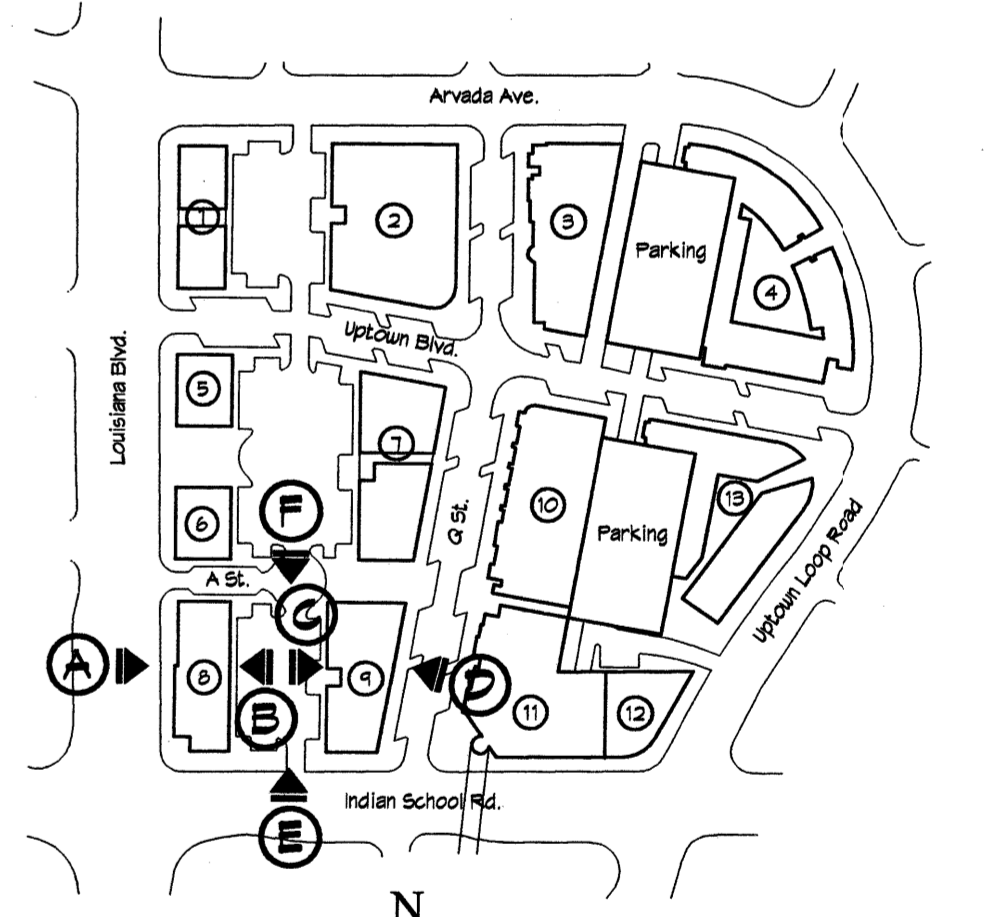 Arvada Ave.
1
2
3
Parking
4
Uptown Blvd.
Louisiana Blvd.
5
7
6
F
Q St.
10
Parking
13
Uptown Loop Road
A St.
C
A
8
9
D
B
11
12
Indian School Rd.
E
N